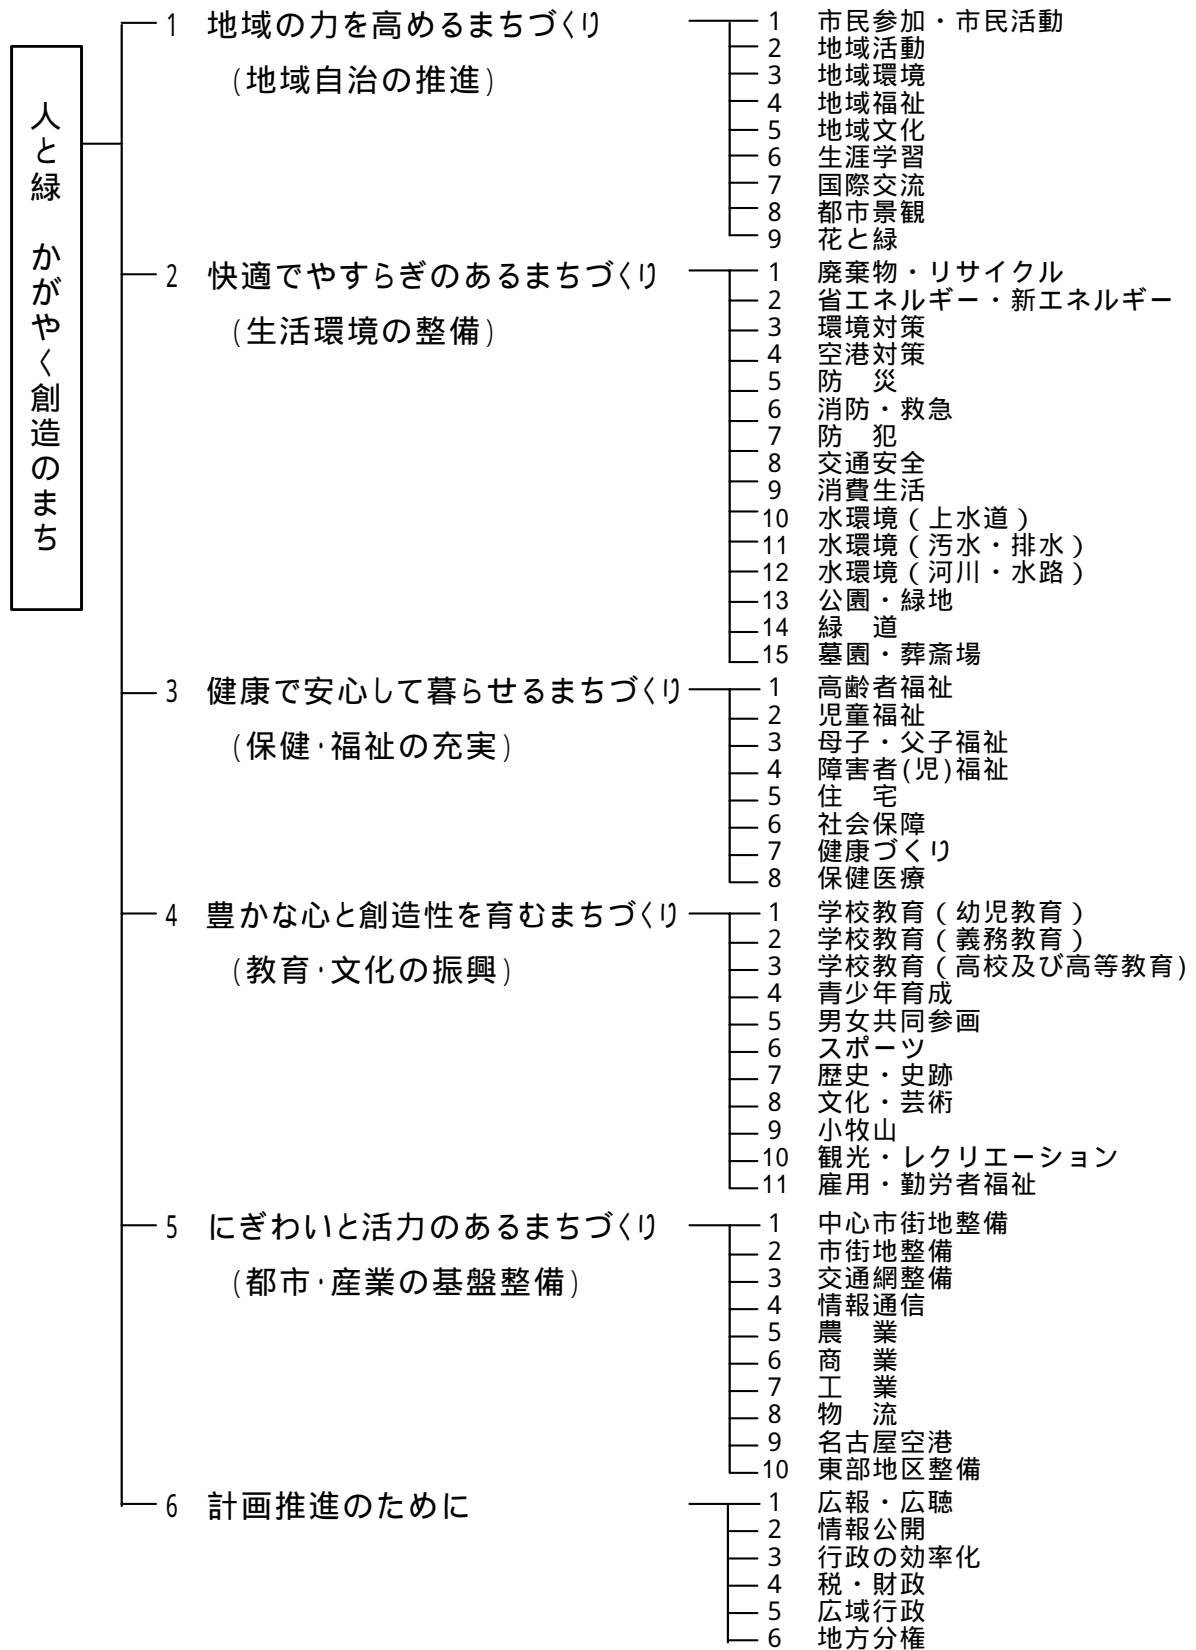 人と緑　かがやく創造のまち
1 地域の力を高めるまちづくり
(地域自治の推進)
1 市民参加・市民活動
2 地域活動
3 地域環境
4 地域福祉
5 地域文化
6 生涯学習
7 国際交流
8 都市景観
9 花と緑
2 快適でやすらぎのあるまちづくり
(生活環境の整備)
1 廃棄物・リサイクル
2 省エネルギー・新エネルギー
3 環境対策
4 空港対策
5 防　災
6 消防・救急
7 防　犯
8 交通安全
9 消費生活
10 水環境（上水道）
11 水環境（汚水・排水）
12 水環境（河川・水路）
13 公園・緑地
14 緑　道
15 墓園・葬斎場
3 健康で安心して暮らせるまちづくり
(保健・福祉の充実)
1 高齢者福祉
2 児童福祉
3 母子・父子福祉
4 障害者(児)福祉
5 住　宅
6 社会保障
7 健康づくり
8 保健医療
4 豊かな心と創造性を育むまちづくり
(教育・文化の振興)
1 学校教育（幼児教育）
2 学校教育（義務教育）
3 学校教育（高校及び高等教育)
4 青少年育成
5 男女共同参画
6 スポーツ
7 歴史・史跡
8 文化・芸術
9 小牧山
10 観光・レクリエーション
11 雇用・勤労者福祉
5 にぎわいと活力のあるまちづくり
(都市・産業の基盤整備)
1 中心市街地整備
2 市街地整備
3 交通網整備
4 情報通信
5 農　業
6 商　業
7 工　業
8 物　流
9 名古屋空港
10 東部地区整備
6 計画推進のために
1 広報・広聴
2 情報公開
3 行政の効率化
4 税・財政
5 広域行政
6 地方分権